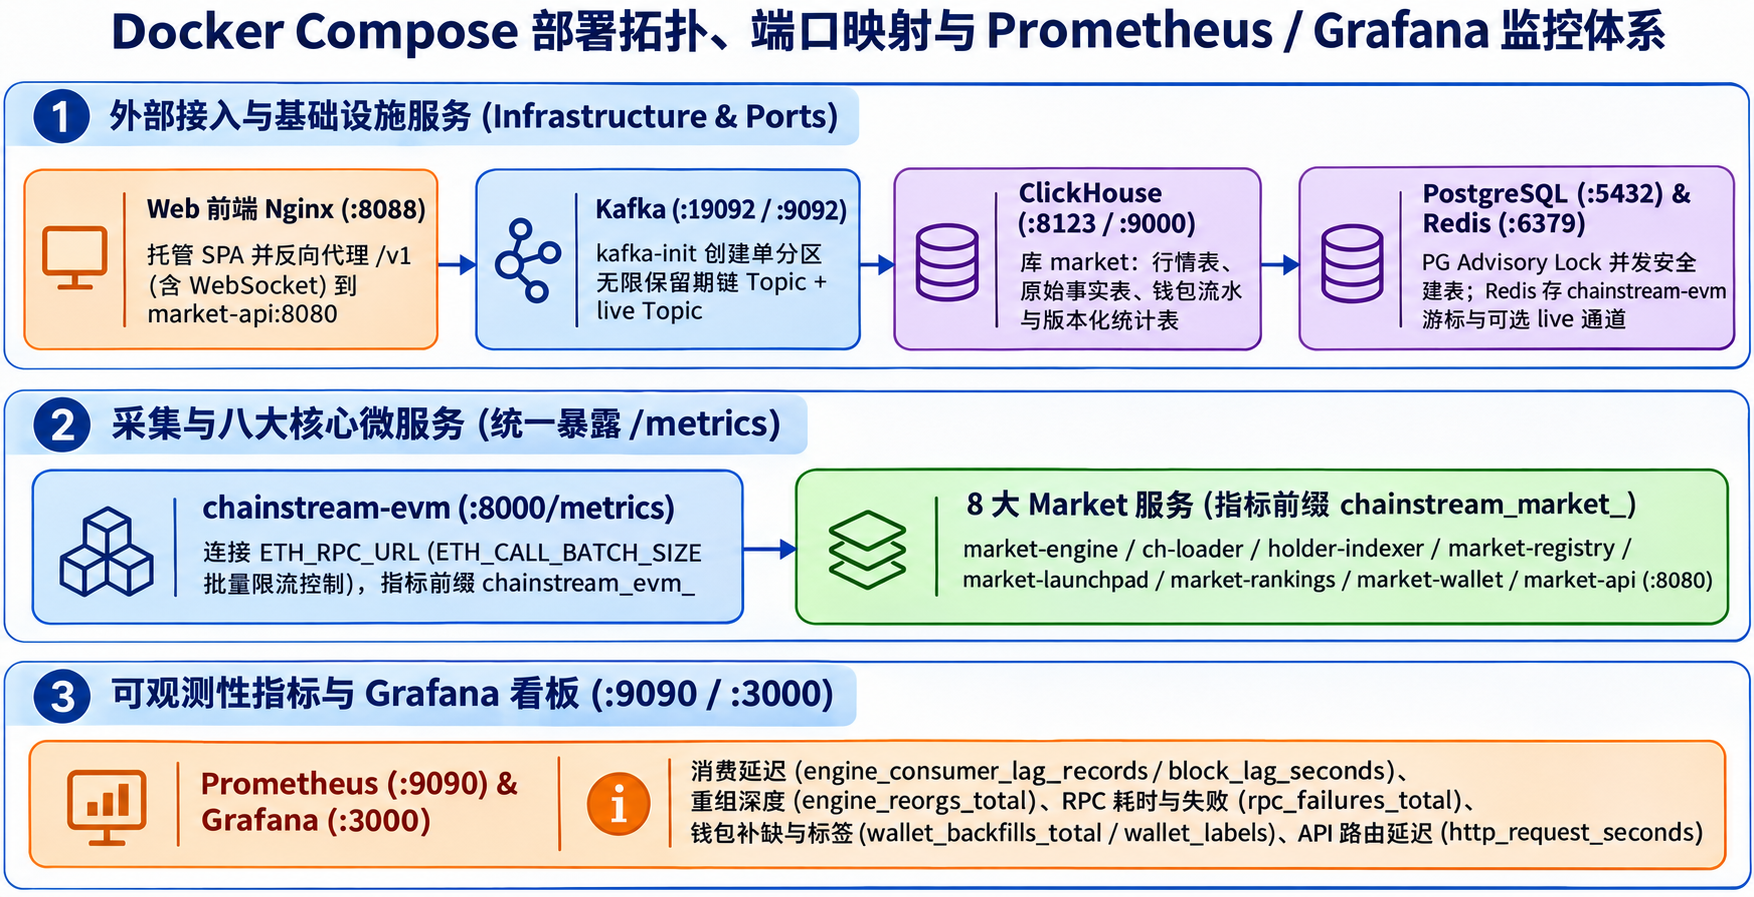 Docker Compose 部署拓扑、端口映射与 Prometheus / Grafana 监控体系
1 外部接入与基础设施服务 (Infrastructure & Ports)
Web 前端 Nginx (:8088)
托管 SPA 并反向代理 /v1
(含 WebSocket) 到
market-api:8080
Kafka (:19092 / :9092)
kafka-init 创建单分区
无限保留期链 Topic +
live Topic
ClickHouse
(:8123 / :9000)
库 market：行情表、
原始事实表、钱包流水
与版本化统计表
PostgreSQL (:5432) &
Redis (:6379)
PG Advisory Lock 并发安全
建表；Redis 存 chainstream-evm
游标与可选 live 通道
2 采集与八大核心微服务 (统一暴露 /metrics)
chainstream-evm (:8000/metrics)
连接 ETH_RPC_URL (ETH_CALL_BATCH_SIZE
批量限流控制)，指标前缀 chainstream_evm_
8 大 Market 服务 (指标前缀 chainstream_market_)
market-engine / ch-loader / holder-indexer / market-registry /
market-launchpad / market-rankings / market-wallet / market-api (:8080)
3 可观测性指标与 Grafana 看板 (:9090 / :3000)
Prometheus (:9090) &
Grafana (:3000)
i
消费延迟 (engine_consumer_lag_records / block_lag_seconds)、
重组深度 (engine_reorgs_total)、RPC 耗时与失败 (rpc_failures_total)、
钱包补缺与标签 (wallet_backfills_total / wallet_labels)、API 路由延迟 (http_request_seconds)